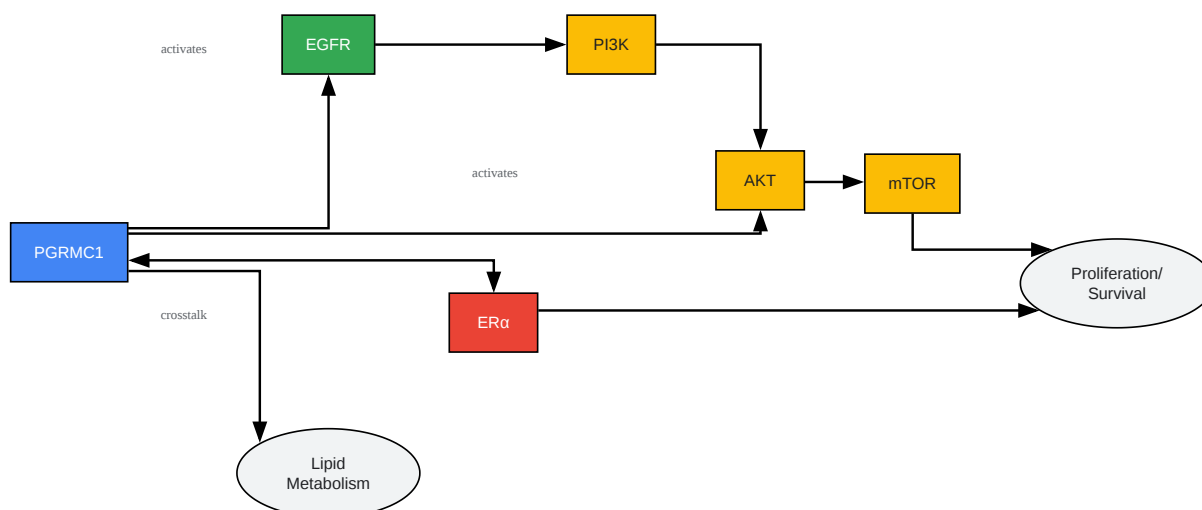 EGFR
PI3K
activates
activates
AKT
mTOR
PGRMC1
Proliferation/
Survival
crosstalk
ERα
Lipid
Metabolism